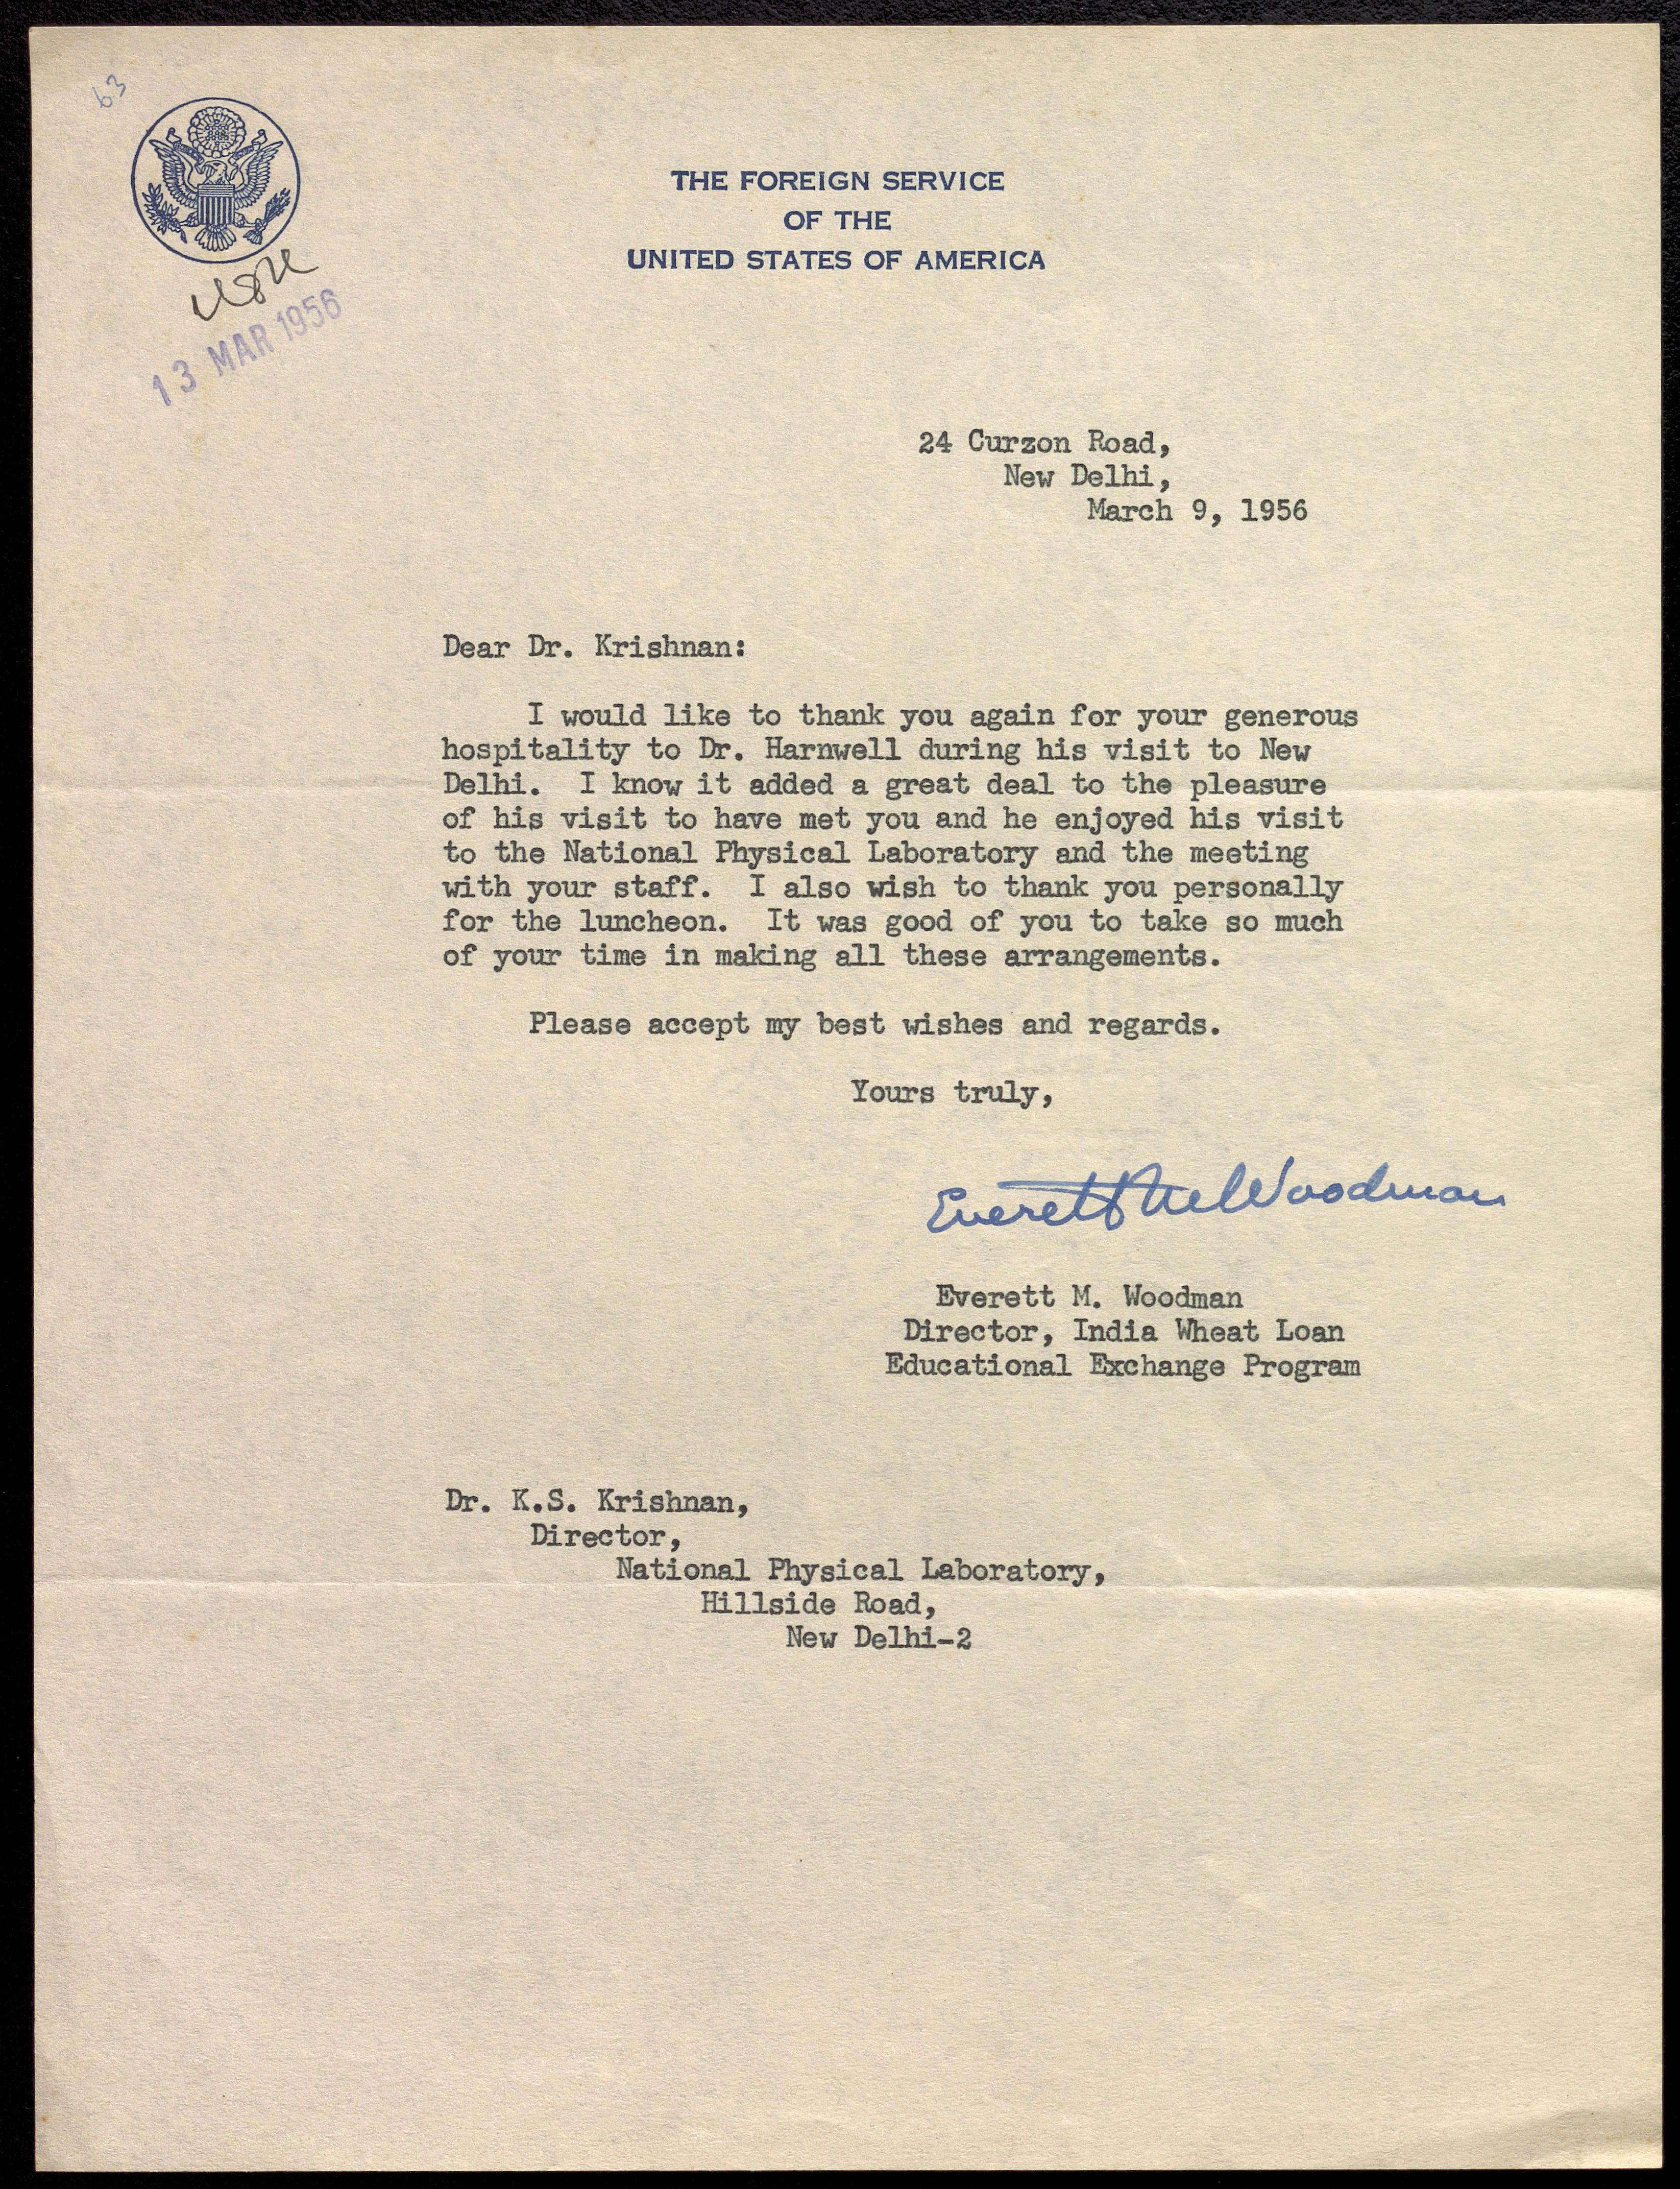 63
THE FOREIGN SERVICE
OF THE
UNITED STATES OF AMERICA
13 MAR 1956
24 Curzon Road,
New Delhi,
March 9, 1956
Dear Dr. Krishnan:
I would like to thank you again for your generous
hospitality to Dr. Harnwell during his visit to New
Delhi. I know it added a great deal to the pleasure
of his visit to have met you and he enjoyed his visit
to the National Physical Laboratory and the meeting
with your staff. I also wish to thank you personally
for the luncheon. It was good of you to take so much
of your time in making all these arrangements.
Please accept my best wishes and regards.
Yours truly,
Everett M Woodman
Everett M. Woodman
Director, India Wheat Loan
Educational Exchange Program
Dr. K.S. Krishnan,
Director,
National Physical Laboratory,
Hillside Road,
New Delhi-2